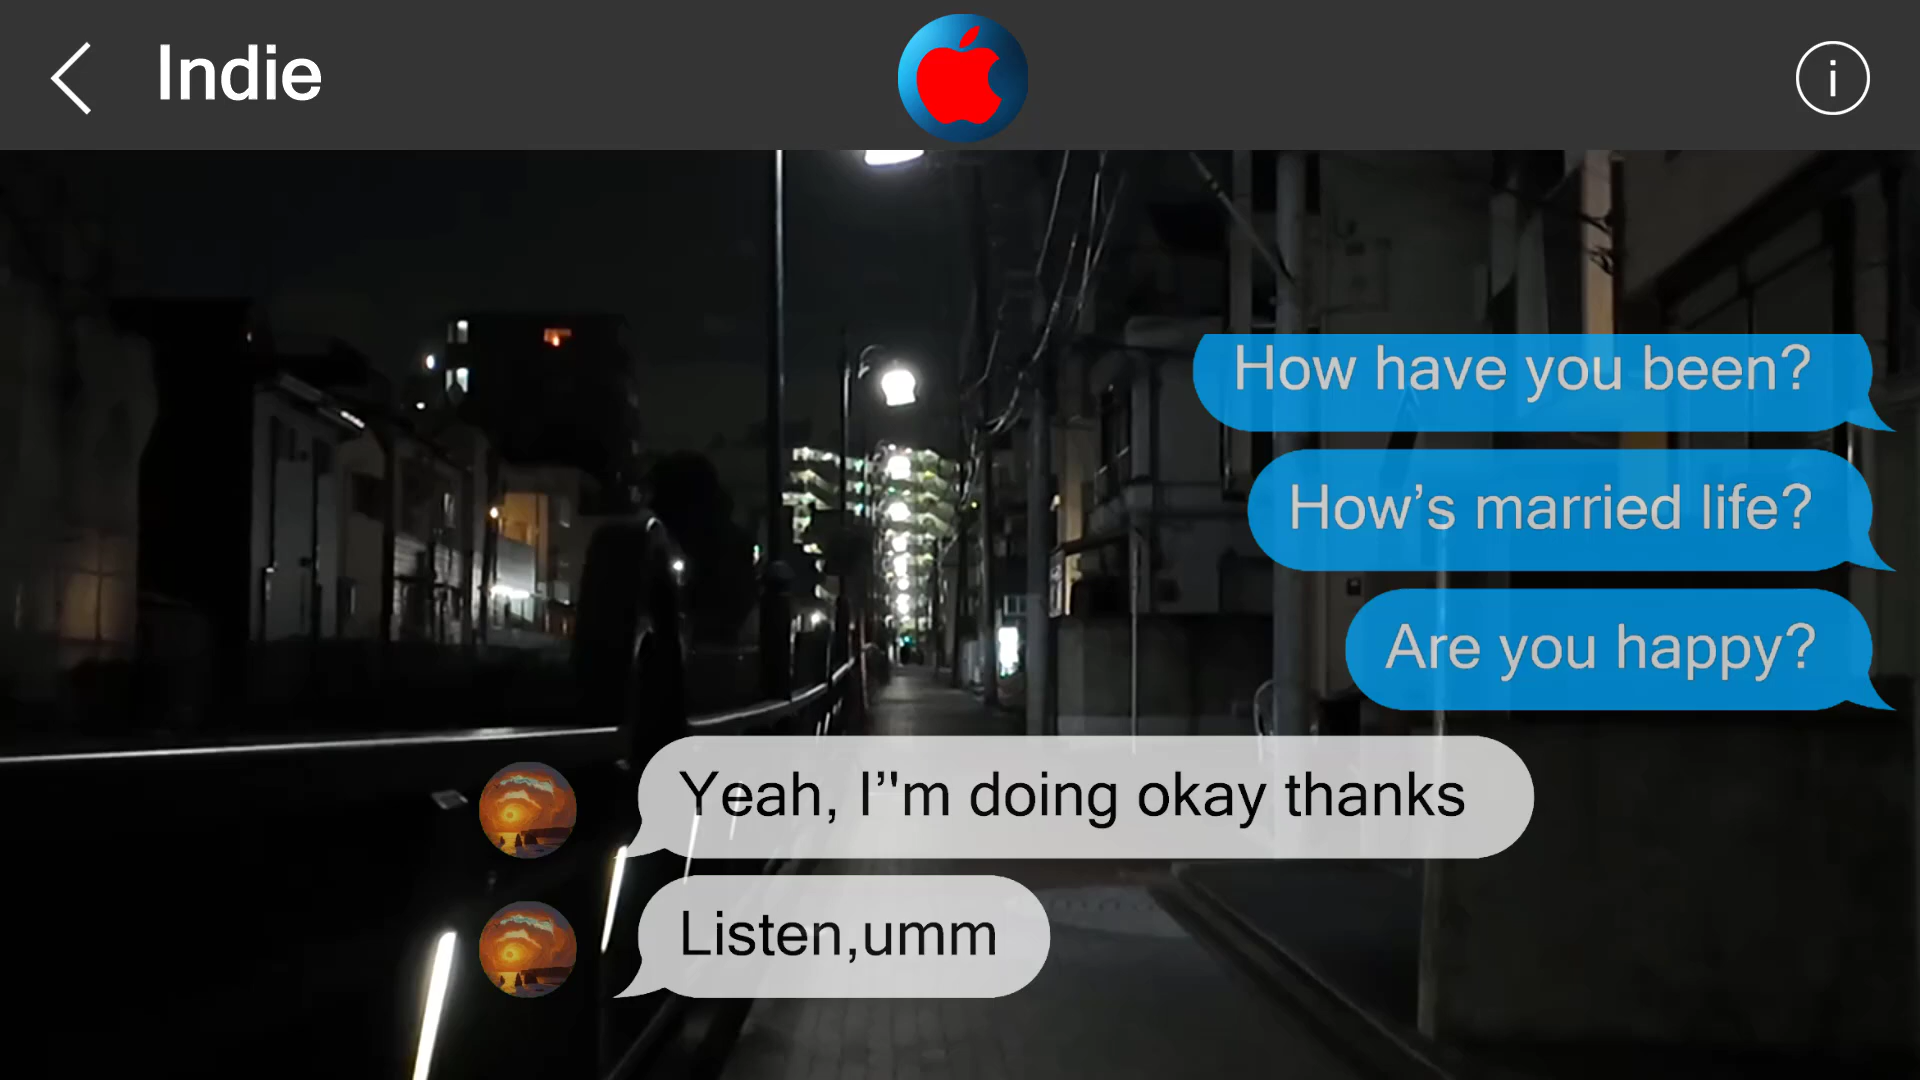 Indie
i
How have you been?
How’s married life?
Are you happy?
Yeah, I’'m doing okay thanks
Listen,umm